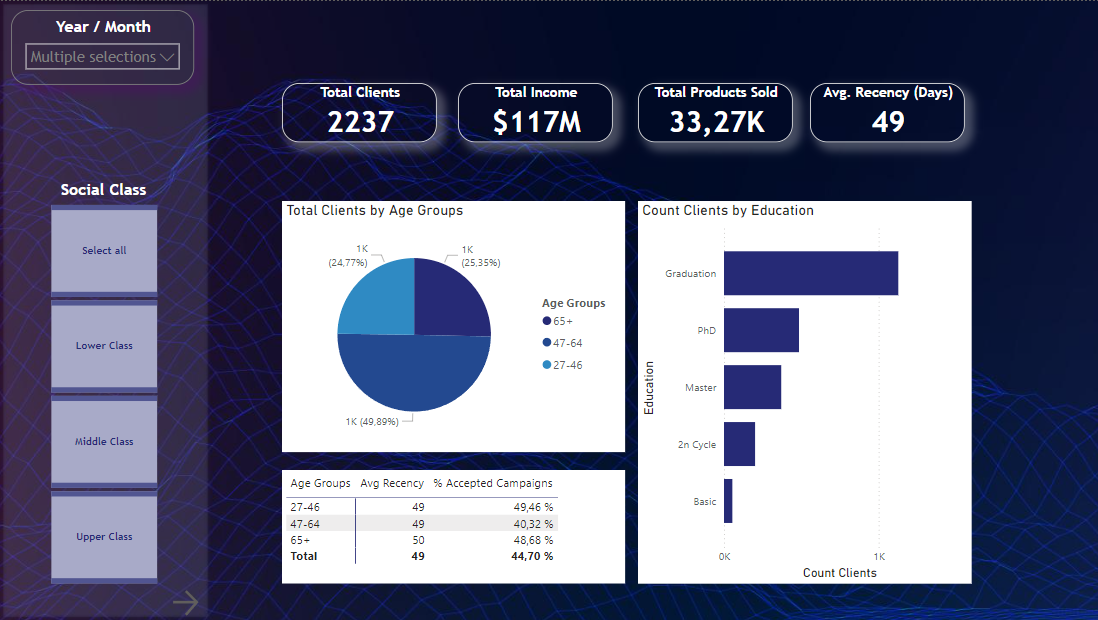 Year / Month
Multiple selections
Total Clients
2237
Total Income
$117M
Total Products Sold
33,27K
Avg. Recency (Days)
49
Social Class
Select all
Lower Class
Middle Class
Upper Class
Total Clients by Age Groups
1K
(24,77%)
1K
(25,35%)
1K (49,89%)
Age Groups
65+
47-64
27-46
Age Groups Avg Recency % Accepted Campaigns
27-46 49 49,46 %
47-64 49 40,32 %
65+ 50 48,68 %
Total 49 44,70 %
Count Clients by Education
Education
Graduation
PhD
Master
2n Cycle
Basic
0K 1K
Count Clients